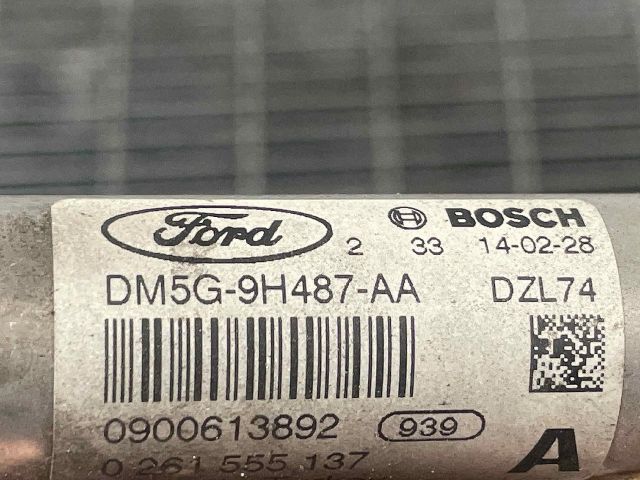 Ford BOSCH
2 33 14-02-28
DM5G-9H487-AA DZL74
0900613892 939
0 261 555 137
A